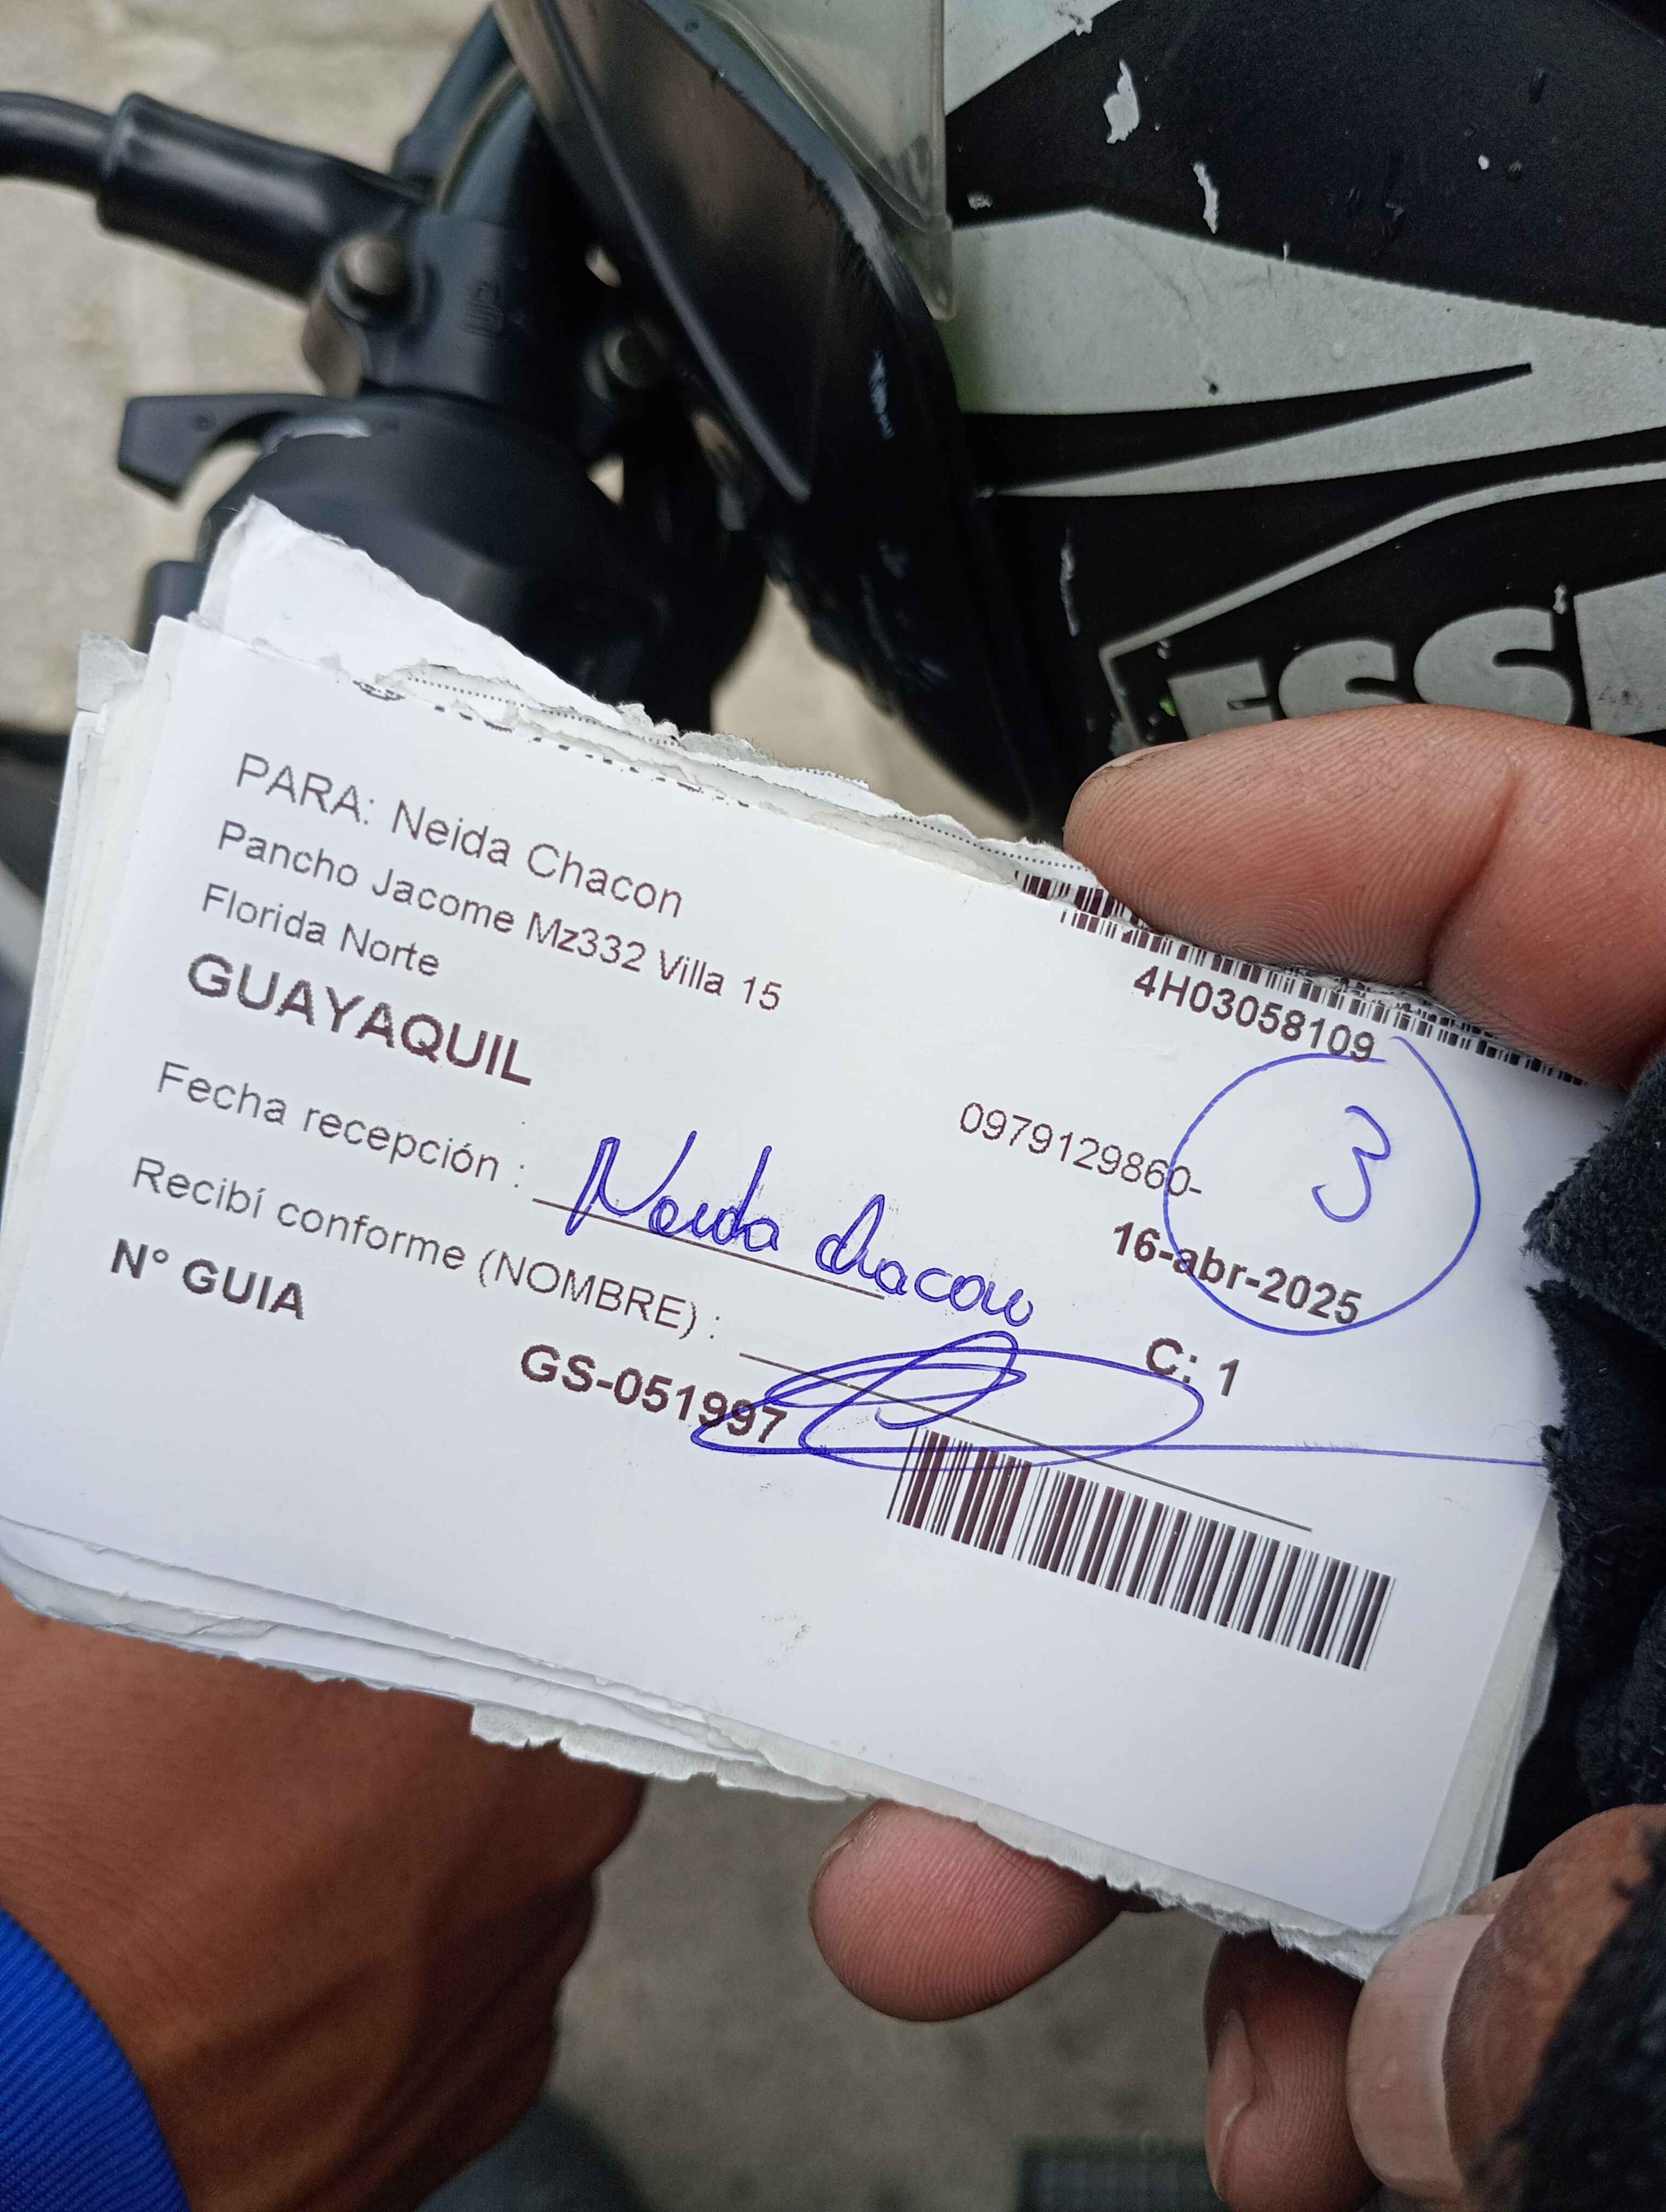 ESS
PARA: Neida Chacon
Pancho Jacome Mz332 Villa 15
Florida Norte
GUAYAQUIL
4H03058109
0979129860-
3
16-abr-2025
Fecha recepción :
Neida Chacon
Recibí conforme (NOMBRE) :
C: 1
N° GUIA
GS-051997